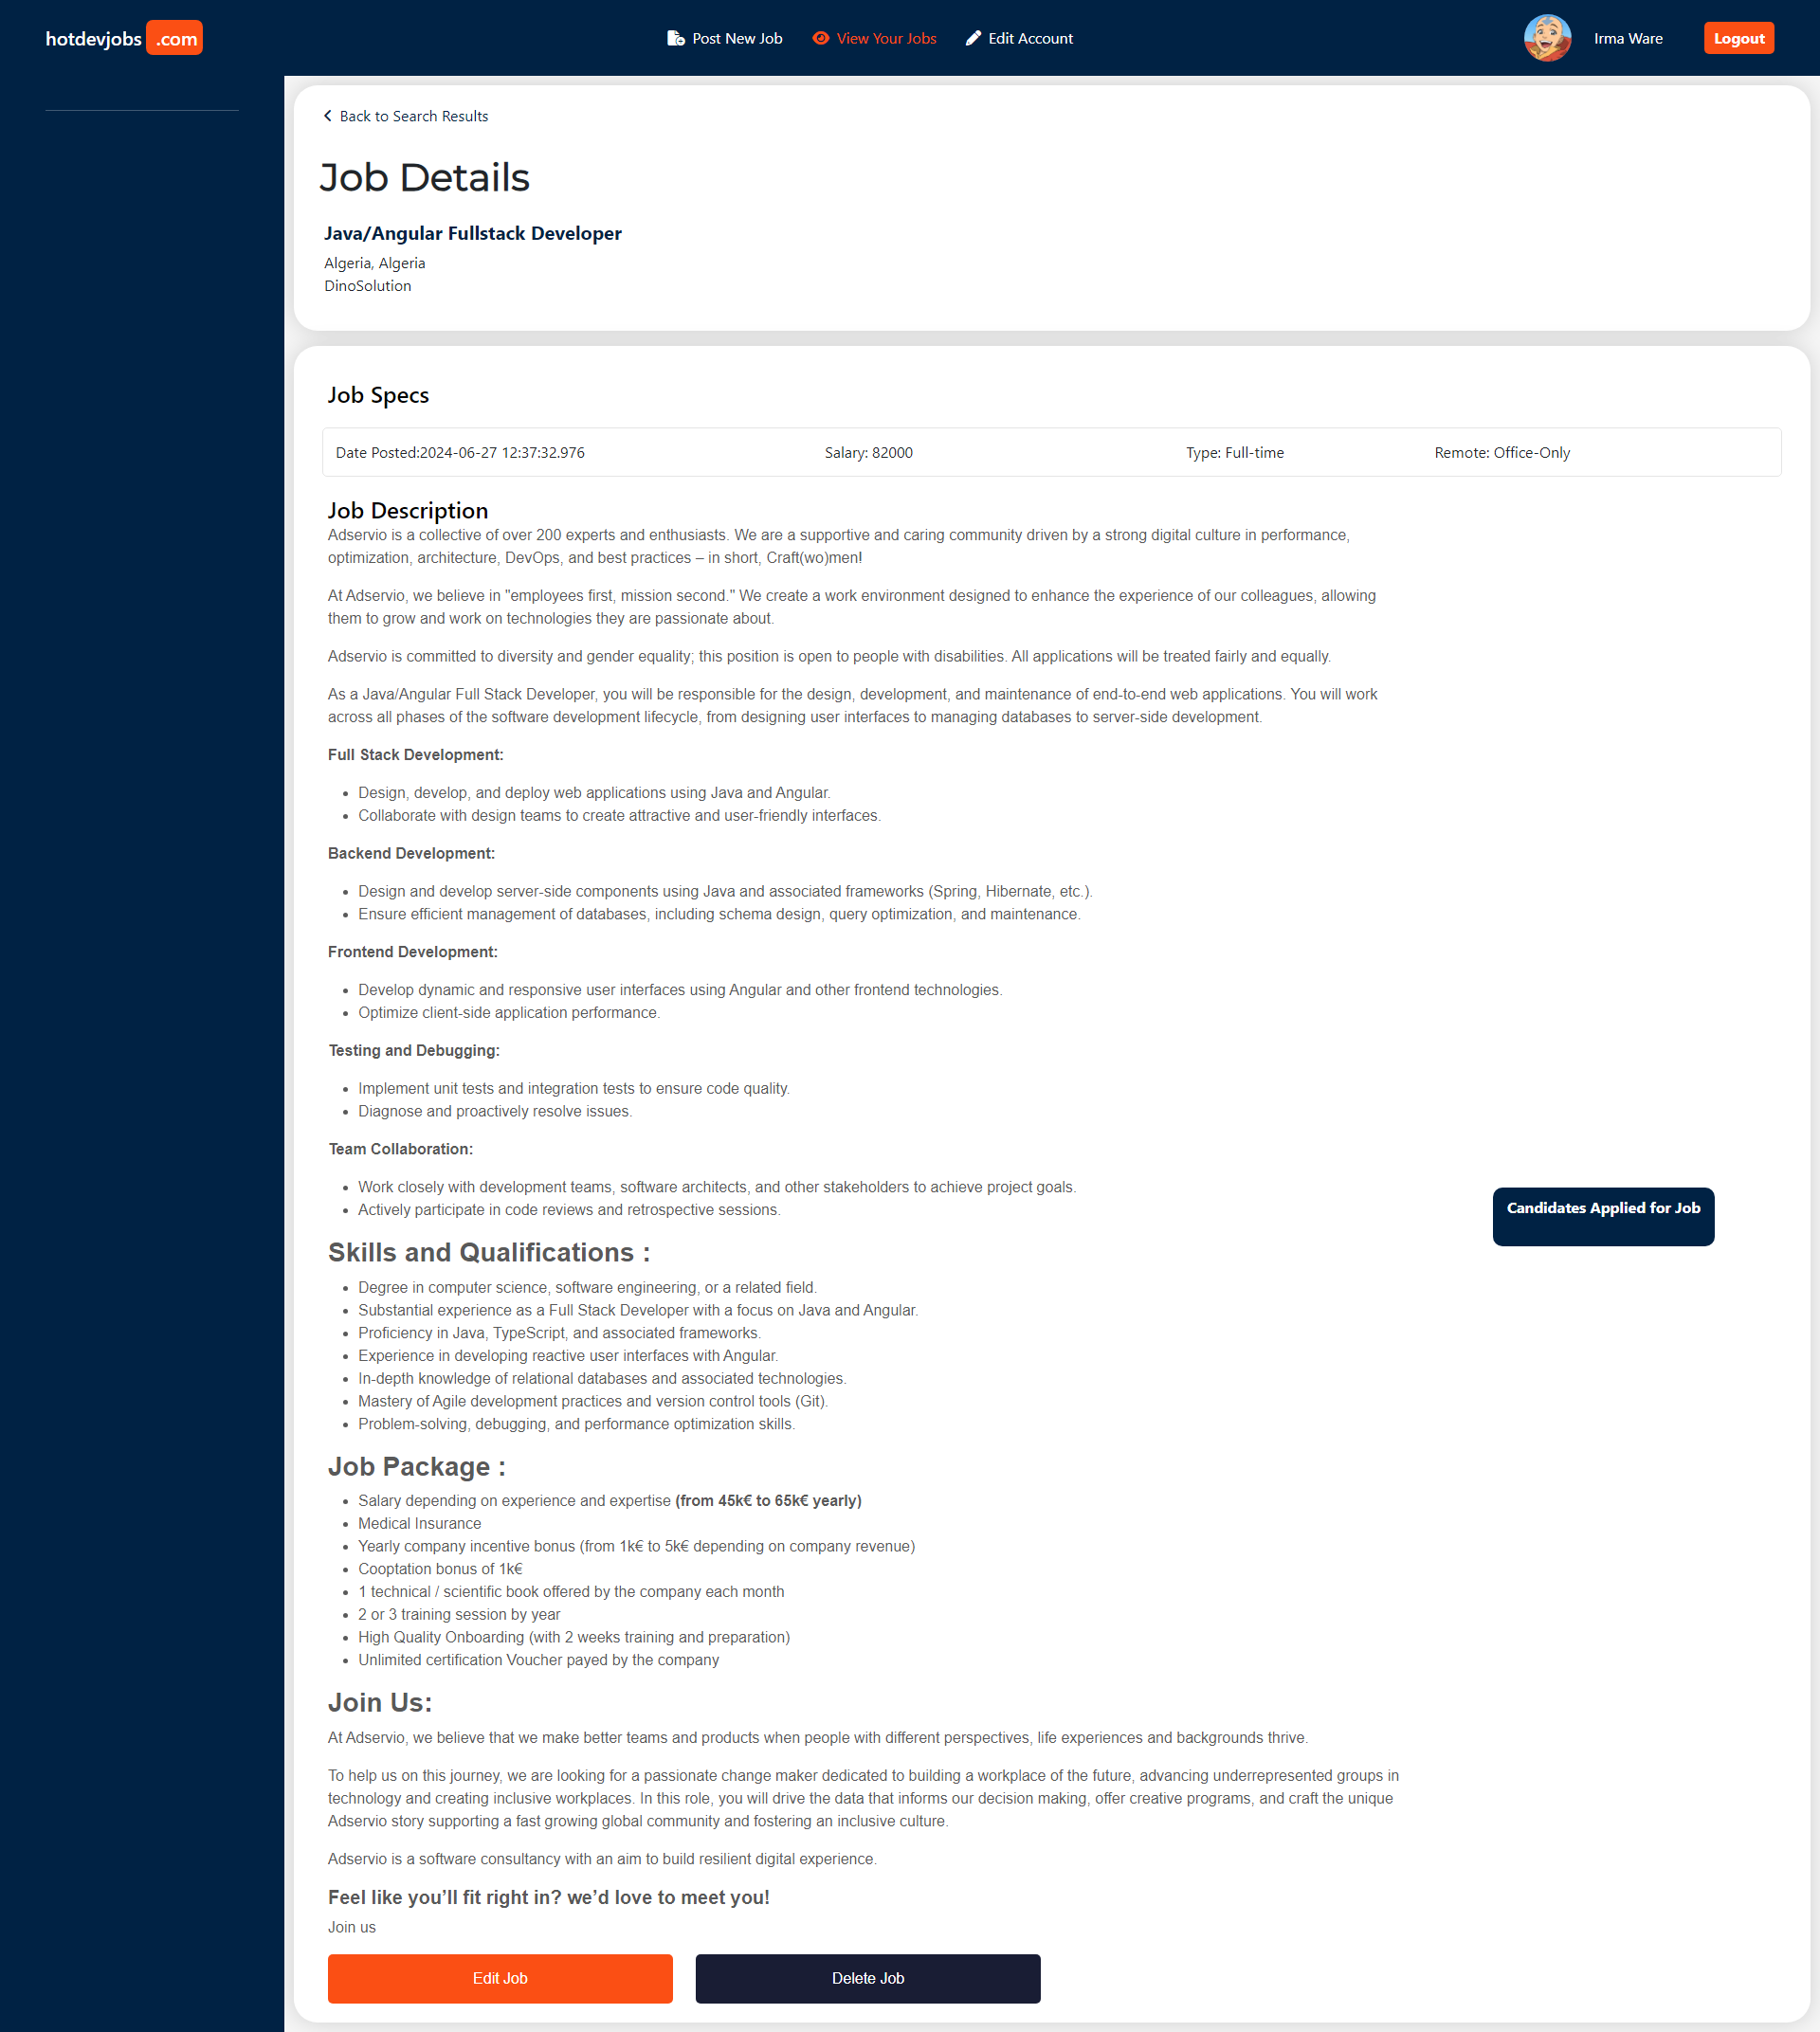 hotdevjobs .com
Post New Job
View Your Jobs
Edit Account
Irma Ware
Logout
Back to Search Results
Job Details
Java/Angular Fullstack Developer
Algeria, Algeria
DinoSolution
Job Specs
Date Posted:2024-06-27 12:37:32.976
Salary: 82000
Type: Full-time
Remote: Office-Only
Job Description
Adservio is a collective of over 200 experts and enthusiasts. We are a supportive and caring community driven by a strong digital culture in performance,
optimization, architecture, DevOps, and best practices – in short, Craft(wo)men!
At Adservio, we believe in "employees first, mission second." We create a work environment designed to enhance the experience of our colleagues, allowing
them to grow and work on technologies they are passionate about.
Adservio is committed to diversity and gender equality; this position is open to people with disabilities. All applications will be treated fairly and equally.
As a Java/Angular Full Stack Developer, you will be responsible for the design, development, and maintenance of end-to-end web applications. You will work
across all phases of the software development lifecycle, from designing user interfaces to managing databases to server-side development.
Full Stack Development:
• Design, develop, and deploy web applications using Java and Angular.
• Collaborate with design teams to create attractive and user-friendly interfaces.
Backend Development:
• Design and develop server-side components using Java and associated frameworks (Spring, Hibernate, etc.).
• Ensure efficient management of databases, including schema design, query optimization, and maintenance.
Frontend Development:
• Develop dynamic and responsive user interfaces using Angular and other frontend technologies.
• Optimize client-side application performance.
Testing and Debugging:
• Implement unit tests and integration tests to ensure code quality.
• Diagnose and proactively resolve issues.
Team Collaboration:
• Work closely with development teams, software architects, and other stakeholders to achieve project goals.
• Actively participate in code reviews and retrospective sessions.
Candidates Applied for Job
Skills and Qualifications :
• Degree in computer science, software engineering, or a related field.
• Substantial experience as a Full Stack Developer with a focus on Java and Angular.
• Proficiency in Java, TypeScript, and associated frameworks.
• Experience in developing reactive user interfaces with Angular.
• In-depth knowledge of relational databases and associated technologies.
• Mastery of Agile development practices and version control tools (Git).
• Problem-solving, debugging, and performance optimization skills.
Job Package :
• Salary depending on experience and expertise (from 45k€ to 65k€ yearly)
• Medical Insurance
• Yearly company incentive bonus (from 1k€ to 5k€ depending on company revenue)
• Cooptation bonus of 1k€
• 1 technical / scientific book offered by the company each month
• 2 or 3 training session by year
• High Quality Onboarding (with 2 weeks training and preparation)
• Unlimited certification Voucher payed by the company
Join Us:
At Adservio, we believe that we make better teams and products when people with different perspectives, life experiences and backgrounds thrive.
To help us on this journey, we are looking for a passionate change maker dedicated to building a workplace of the future, advancing underrepresented groups in
technology and creating inclusive workplaces. In this role, you will drive the data that informs our decision making, offer creative programs, and craft the unique
Adservio story supporting a fast growing global community and fostering an inclusive culture.
Adservio is a software consultancy with an aim to build resilient digital experience.
Feel like you’ll fit right in? we’d love to meet you!
Join us
Edit Job
Delete Job